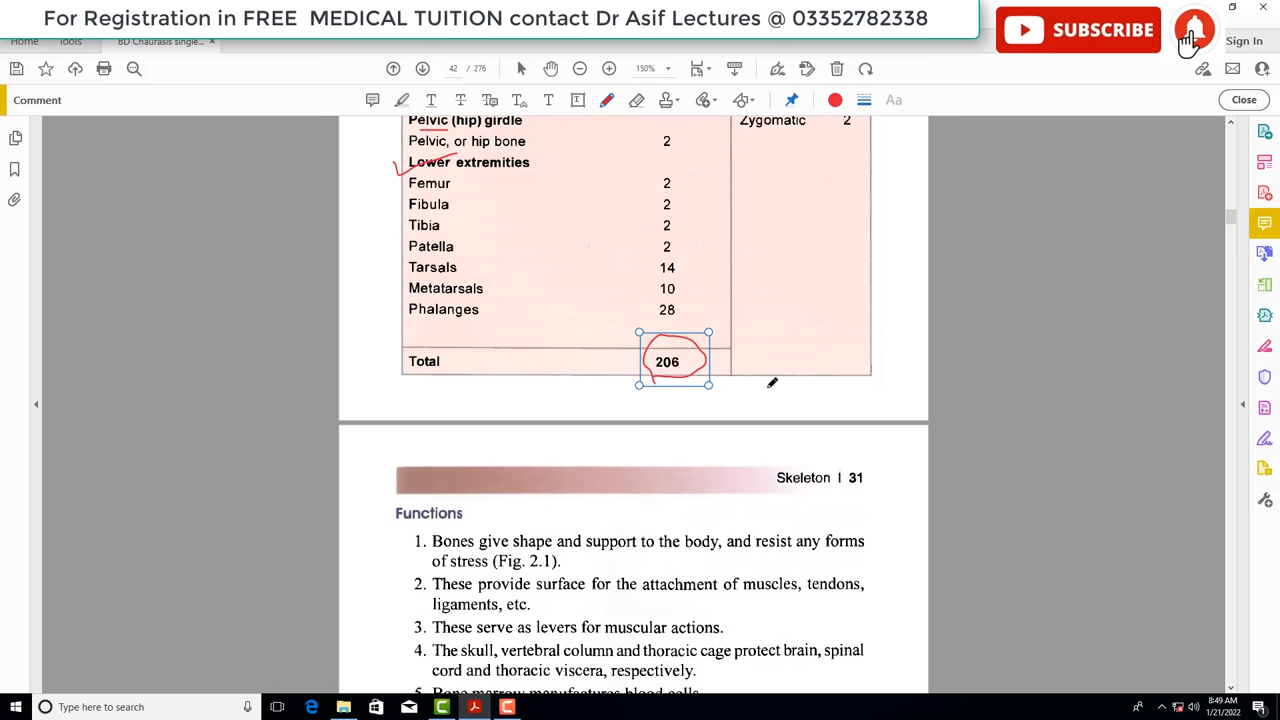 For Registration in FREE MEDICAL TUITION contact Dr Asif Lectures @ 03352782338
SUBSCRIBE
Home Tools BD Chaurasis single... × Sign In
42 / 276 150%
Comment Close
Pelvic (hip) girdle Zygomatic 2
Pelvic, or hip bone 2
Lower extremities
Femur 2
Fibula 2
Tibia 2
Patella 2
Tarsals 14
Metatarsals 10
Phalanges 28
Total 206
Skeleton | 31
Functions
1. Bones give shape and support to the body, and resist any forms
of stress (Fig. 2.1).
2. These provide surface for the attachment of muscles, tendons,
ligaments, etc.
3. These serve as levers for muscular actions.
4. The skull, vertebral column and thoracic cage protect brain, spinal
cord and thoracic viscera, respectively.
5. Bone marrow manufactures blood cells.
Type here to search
8:49 AM
1/21/2022